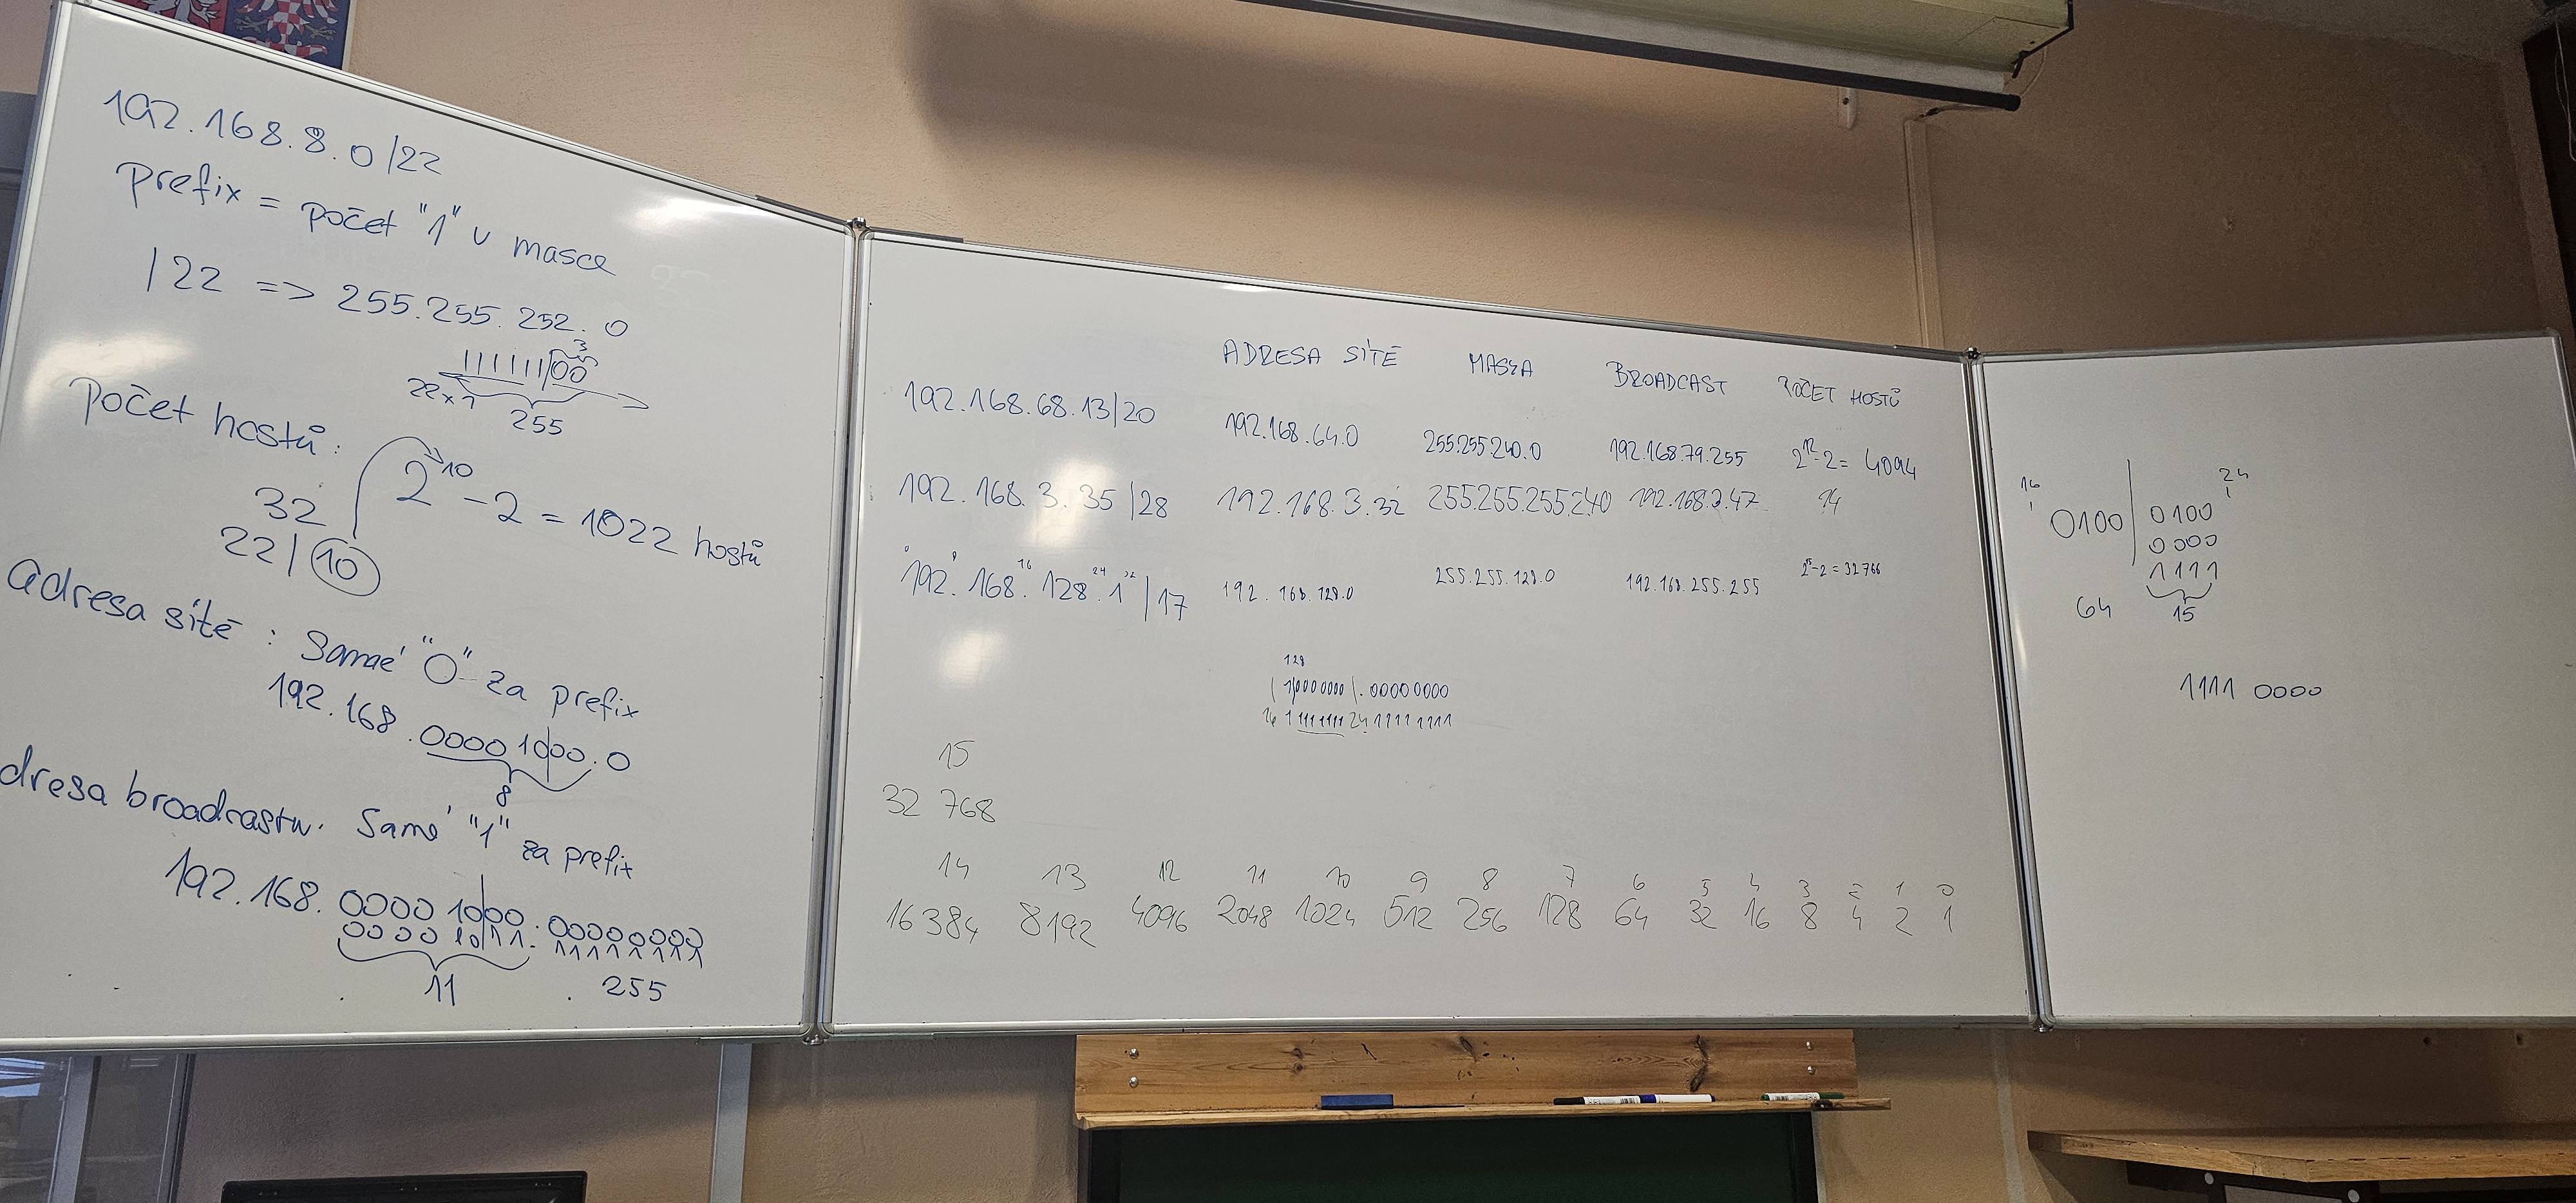 192.168.8.0/22
prefix = počet "1" v masce
/22 => 255.255.252.0
3
111111|00
22x1
255
počet hostů:
32
22/10
2^10 - 2 = 1022 hostů
adresa sítě : Samé "0" za prefix
192.168.0000 1000.0
8
dresa broadcastu. Samé "1" za prefix
192.168.0000 1000.00000000
0000 1011.11111111
11 . 255
ADRESA SÍTĚ MASKA BROADCAST POČET HOSTŮ
192.168.68.13/20 192.168.64.0 255.255.240.0 192.168.79.255 2^12-2= 4094
192.168.3.35/28 192.168.3.32 255.255.255.240 192.168.3.47 14
0 8 16 24 32
192.168.128.1/17 192.168.128.0 255.255.128.0 192.168.255.255 2^15-2=32766
128
1|0000000|.00000000
16 1 1111111 24 11111111
15
32 768
14 13 12 11 10 9 8 7 6 5 4 3 2 1 0
16384 8192 4096 2048 1024 512 256 128 64 32 16 8 4 2 1
16 24
0100 | 0100
0000
1111
64 15
1111 0000